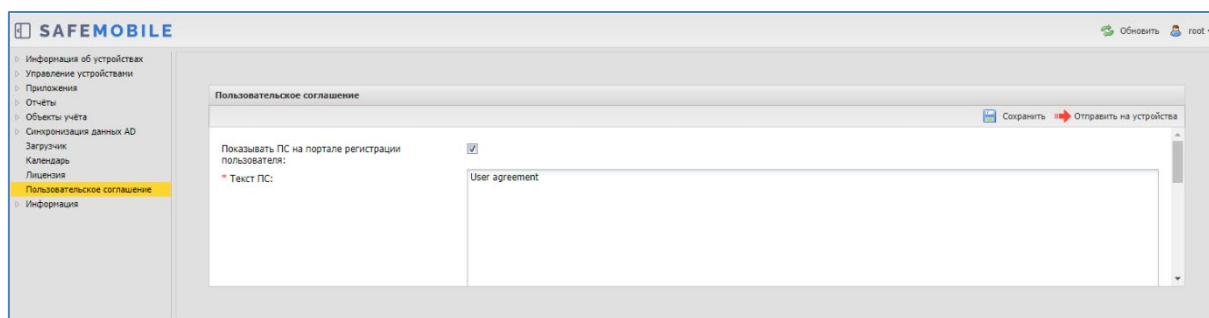 SAFEMOBILE
Обновить root
Информация об устройствах
Управление устройствами
Приложения
Отчёты
Объекты учёта
Синхронизация данных AD
Загрузчик
Календарь
Лицензия
Пользовательское соглашение
Информация
Пользовательское соглашение
Сохранить Отправить на устройства
Показывать ПС на портале регистрации
пользователя:
* Текст ПС:
User agreement